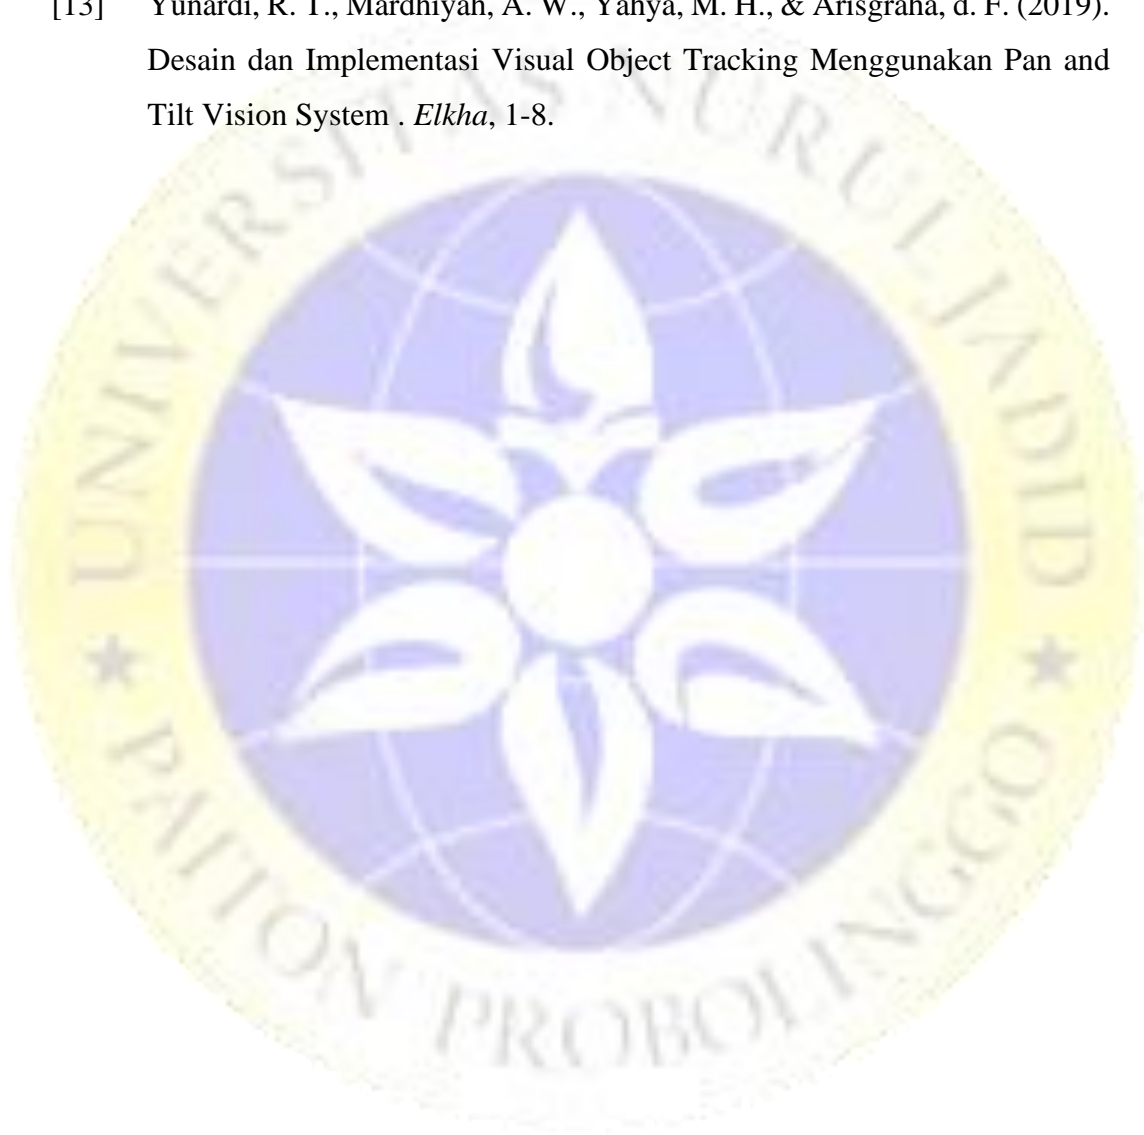 [13] Yunardi, R. T., Mardhiyah, A. W., Yahya, M. H., & Arisgraha, d. F. (2019).
Desain dan Implementasi Visual Object Tracking Menggunakan Pan and
Tilt Vision System . Elkha, 1-8.
UNIVERSITAS NURUL JADID
PAITON PROBOLINGGO